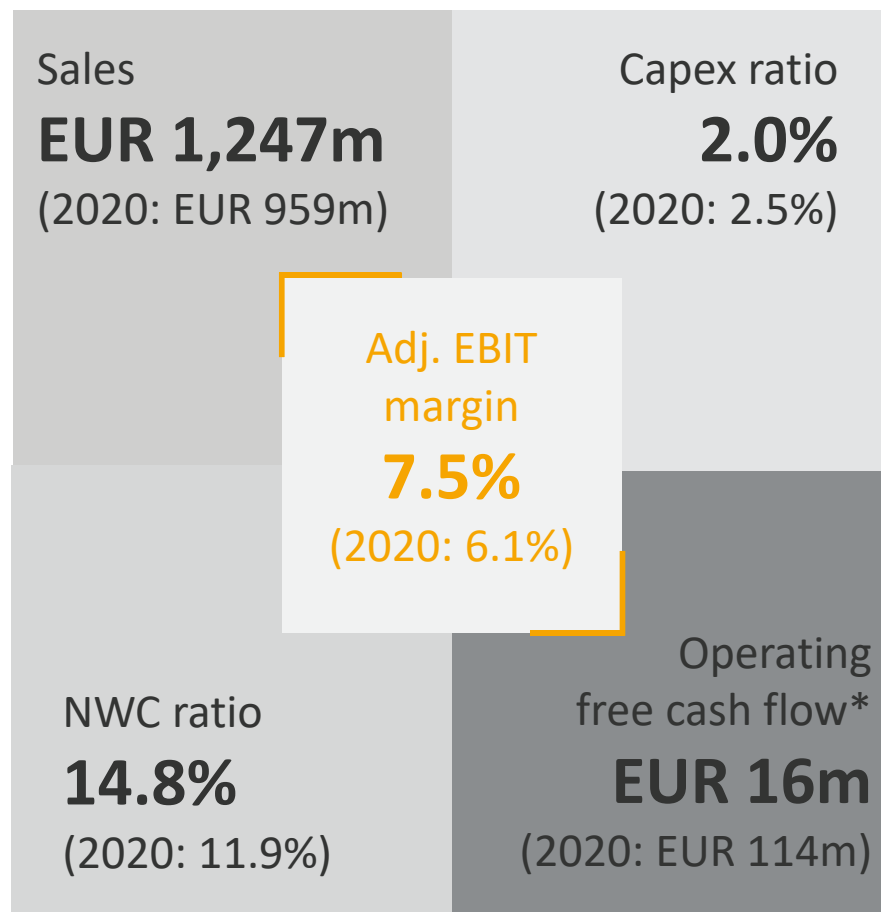 Sales
EUR 1,247m
(2020: EUR 959m)
Capex ratio
2.0%
(2020: 2.5%)
Adj. EBIT
margin
7.5%
(2020: 6.1%)
NWC ratio
14.8%
(2020: 11.9%)
Operating
free cash flow*
EUR 16m
(2020: EUR 114m)